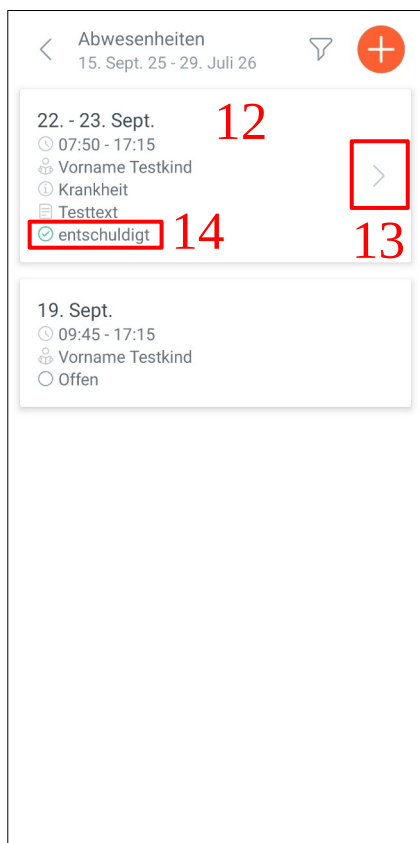 Abwesenheiten
15. Sept. 25 - 29. Juli 26
22. - 23. Sept.
12
07:50 - 17:15
Vorname Testkind
Krankheit
Testtext
entschuldigt
14
13
19. Sept.
09:45 - 17:15
Vorname Testkind
Offen